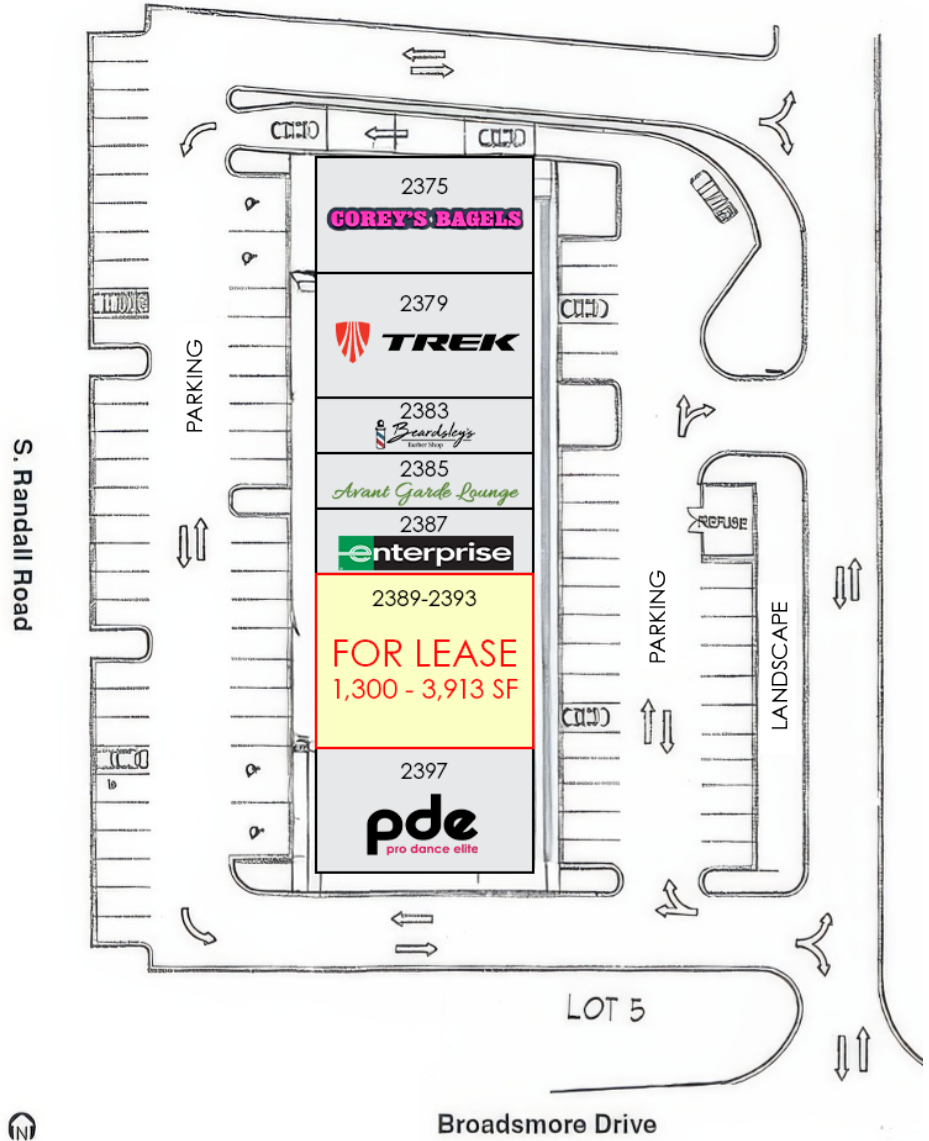 2375
COREY'S BAGELS
2379
TREK
2383
Beardsley's
Barber Shop
2385
Avant Garde Lounge
2387
enterprise
2389-2393
FOR LEASE
1,300 - 3,913 SF
2397
pde
pro dance elite
PARKING
S. Randall Road
REFUSE
PARKING
LANDSCAPE
LOT 5
Broadsmore Drive
N